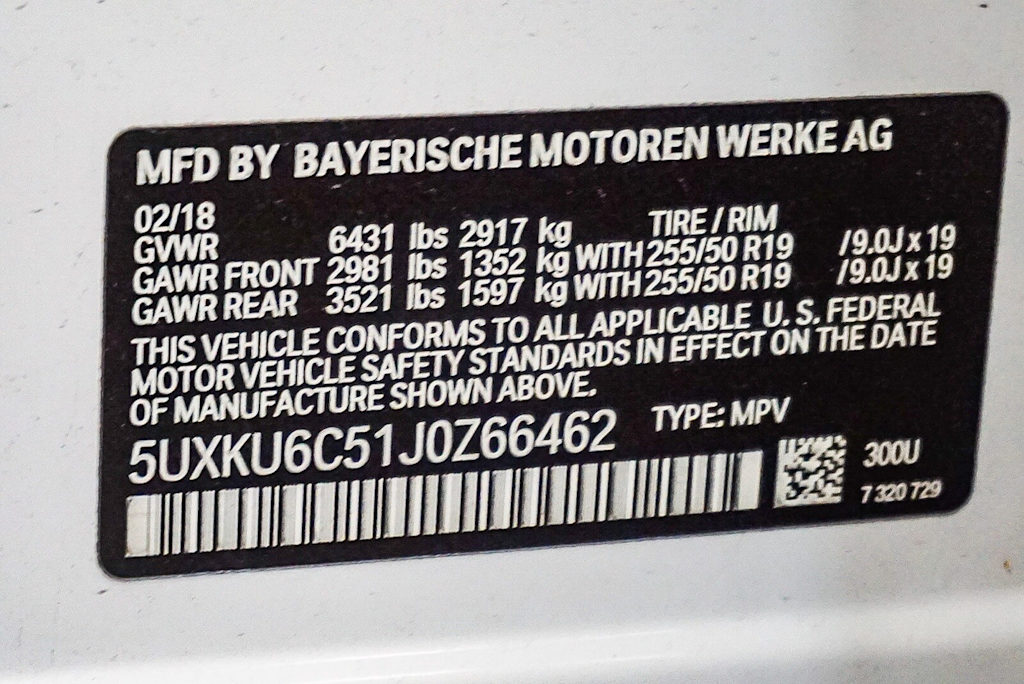 MFD BY BAYERISCHE MOTOREN WERKE AG
02/18 TIRE / RIM
GVWR 6431 lbs 2917 kg
GAWR FRONT 2981 lbs 1352 kg WITH 255/50 R19 /9.0J x 19
GAWR REAR 3521 lbs 1597 kg WITH 255/50 R19 /9.0J x 19
THIS VEHICLE CONFORMS TO ALL APPLICABLE U. S. FEDERAL
MOTOR VEHICLE SAFETY STANDARDS IN EFFECT ON THE DATE
OF MANUFACTURE SHOWN ABOVE.
5UXKU6C51J0Z66462 TYPE: MPV
300U
7 320 729